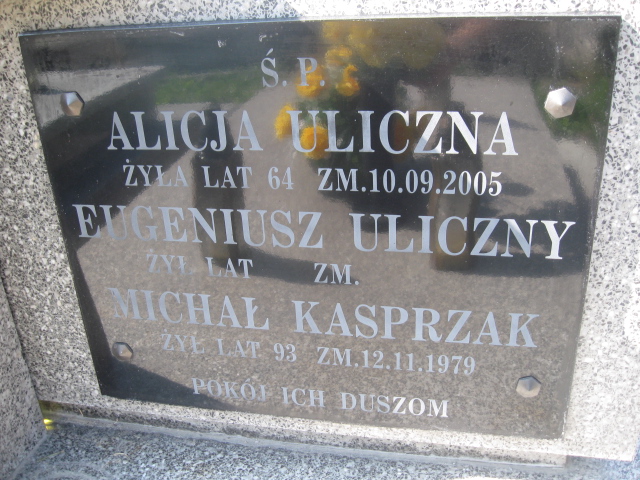 Ś. P.
ALICJA ULICZNA
ŻYŁA LAT 64 ZM.10.09.2005
EUGENIUSZ ULICZNY
ŻYŁ LAT ZM.
MICHAŁ KASPRZAK
ŻYŁ LAT 93 ZM.12.11.1979
POKÓJ ICH DUSZOM